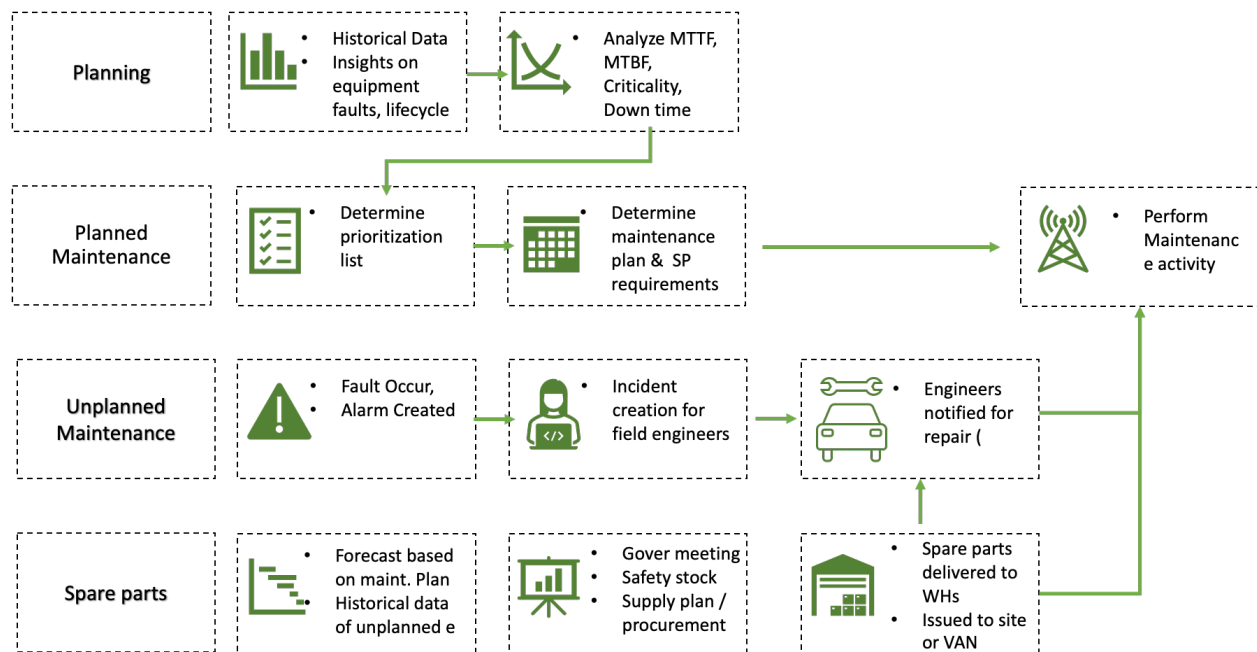 Planning
• Historical Data
• Insights on
equipment
faults, lifecycle
• Analyze MTTF,
MTBF,
Criticality,
Down time
Planned
Maintenance
• Determine
prioritization
list
• Determine
maintenance
plan & SP
requirements
• Perform
Maintenanc
e activity
Unplanned
Maintenance
• Fault Occur,
• Alarm Created
</>
• Incident
creation for
field engineers
• Engineers
notified for
repair (
Spare parts
• Forecast based
on maint. Plan
• Historical data
of unplanned e
• Gover meeting
• Safety stock
• Supply plan /
procurement
• Spare parts
delivered to
WHs
• Issued to site
or VAN